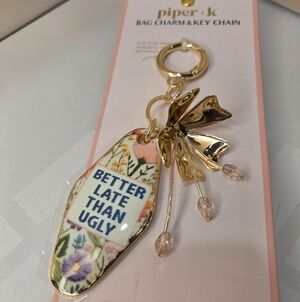 piper · k
BAG CHARM & KEY CHAIN
BETTER
LATE
THAN
UGLY